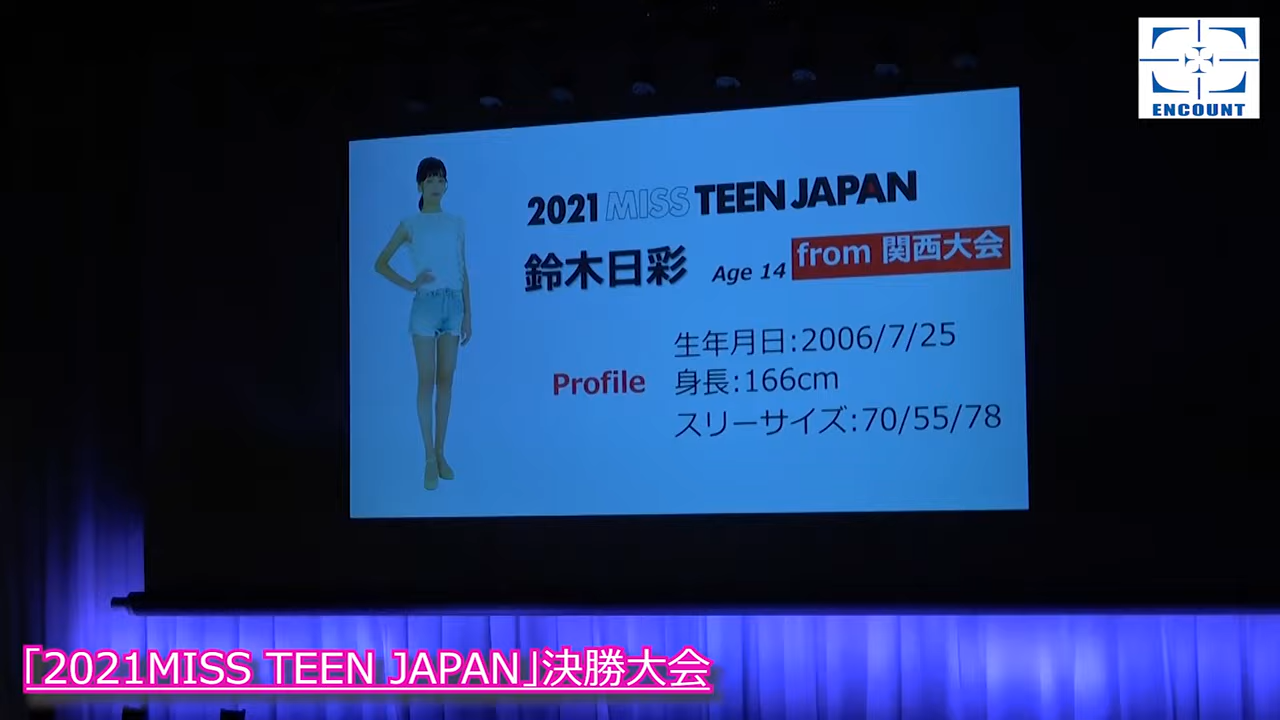 ENCOUNT
2021 MISS TEEN JAPAN
鈴木日彩 Age 14 from 関西大会
Profile
生年月日:2006/7/25
身長:166cm
スリーサイズ:70/55/78
「2021MISS TEEN JAPAN」決勝大会